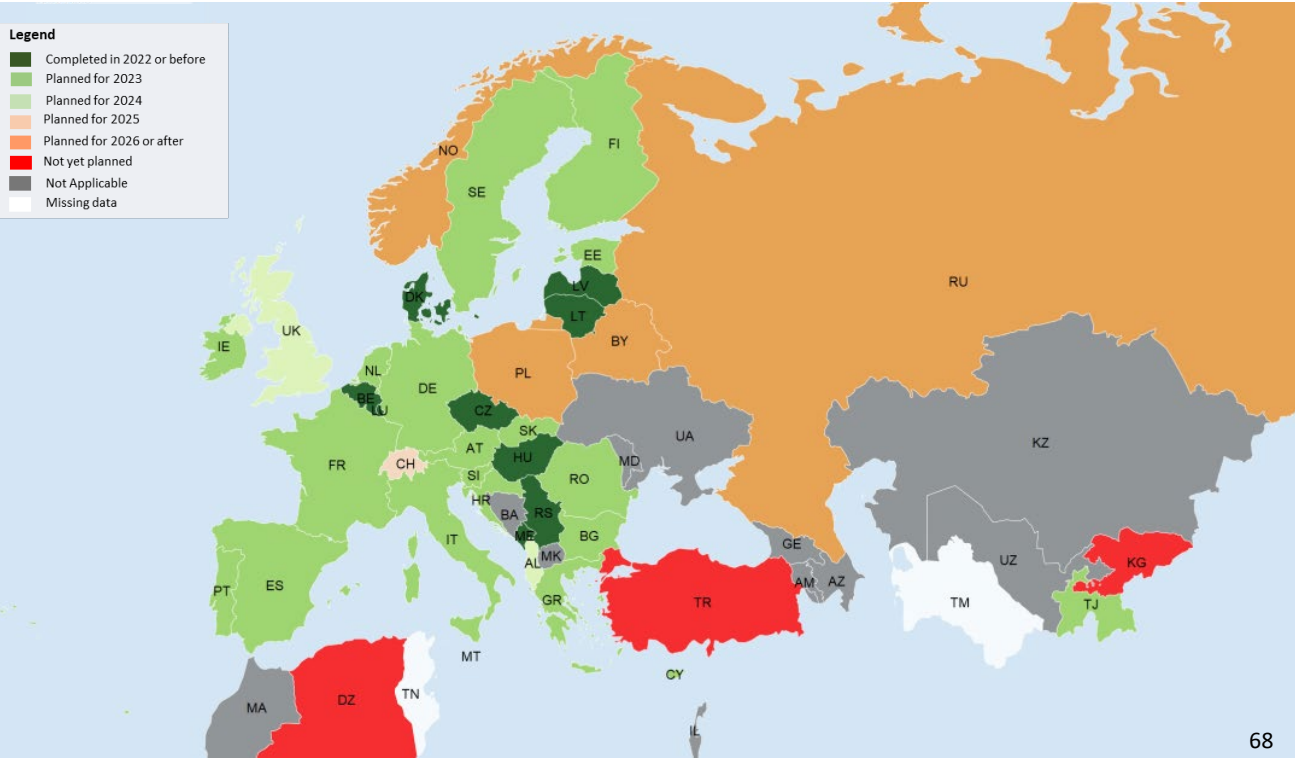 Legend
Completed in 2022 or before
Planned for 2023
Planned for 2024
Planned for 2025
Planned for 2026 or after
Not yet planned
Not Applicable
Missing data
NO
FI
SE
EE
RU
LV
DK
LT
UK
BY
IE
NL
PL
DE
BE
LU
CZ
SK
UA
KZ
AT
HU
FR
CH
MD
SI
RO
HR
BA
RS
IT
ME
BG
GE
MK
AL
UZ
KG
ES
PT
AM
AZ
GR
TR
TM
TJ
MT
CY
TN
DZ
MA
IL
68